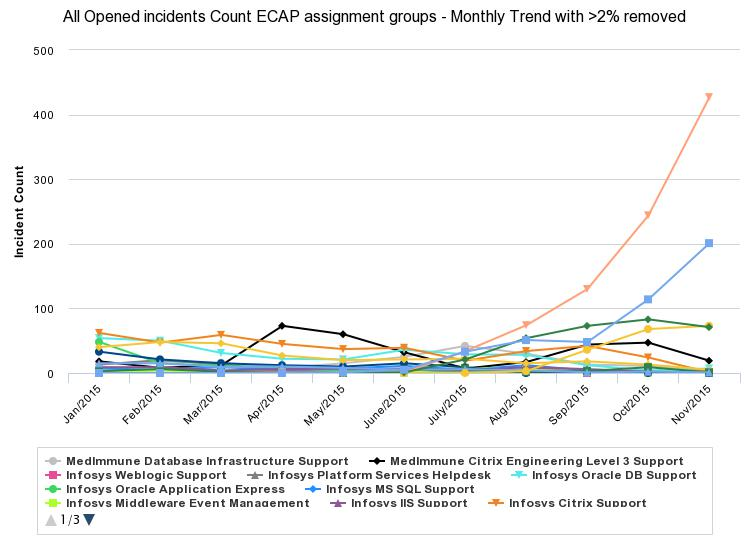 All Opened incidents Count ECAP assignment groups - Monthly Trend with >2% removed
500
400
300
200
100
0
Incident Count
Jan/2015 Feb/2015 Mar/2015 Apr/2015 May/2015 June/2015 July/2015 Aug/2015 Sep/2015 Oct/2015 Nov/2015
MedImmune Database Infrastructure Support MedImmune Citrix Engineering Level 3 Support
Infosys Weblogic Support Infosys Platform Services Helpdesk Infosys Oracle DB Support
Infosys Oracle Application Express Infosys MS SQL Support
Infosys Middleware Event Management Infosys IIS Support Infosys Citrix Support
1/3